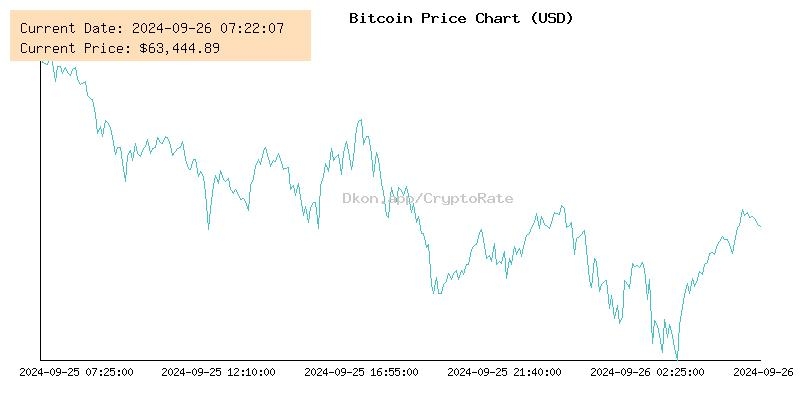 Bitcoin Price Chart (USD)
Current Date: 2024-09-26 07:22:07
Current Price: $63,444.89
Dkon.app/CryptoRate
2024-09-25 07:25:00 2024-09-25 12:10:00 2024-09-25 16:55:00 2024-09-25 21:40:00 2024-09-26 02:25:00 2024-09-26